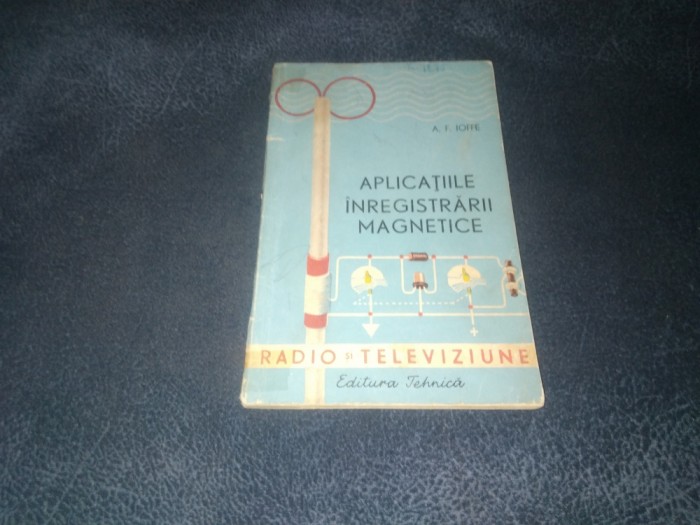 A. F. IOFFE
APLICAȚIILE
ÎNREGISTRĂRII
MAGNETICE
RADIO și TELEVIZIUNE
Editura Tehnică